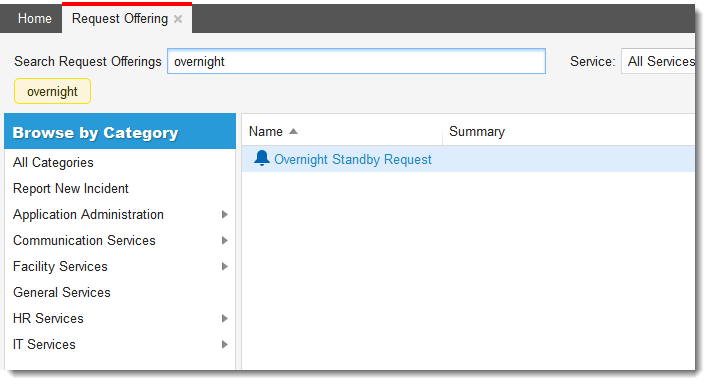 Home Request Offering
Search Request Offerings overnight Service: All Services
overnight
Browse by Category
Name Summary
All Categories
Overnight Standby Request
Report New Incident
Application Administration
Communication Services
Facility Services
General Services
HR Services
IT Services